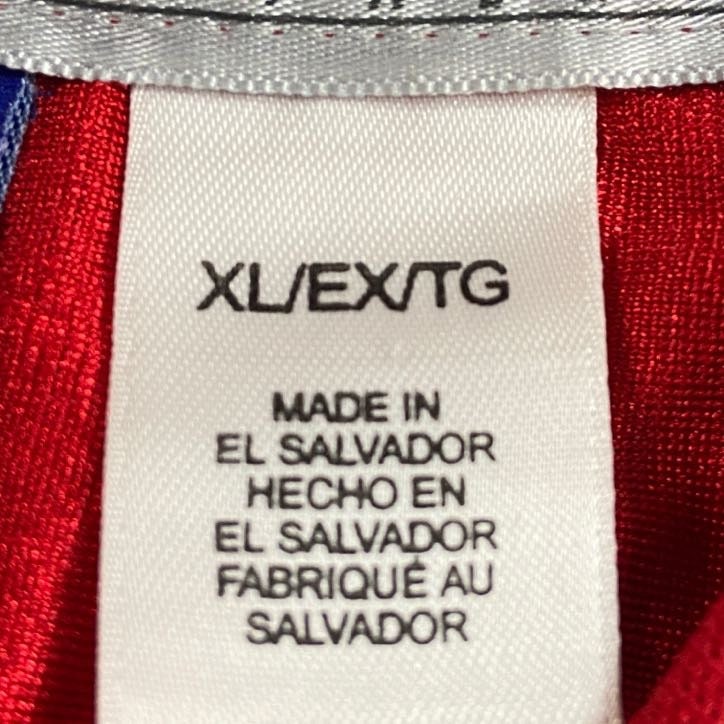 XL/EX/TG
MADE IN
EL SALVADOR
HECHO EN
EL SALVADOR
FABRIQUÉ AU
SALVADOR